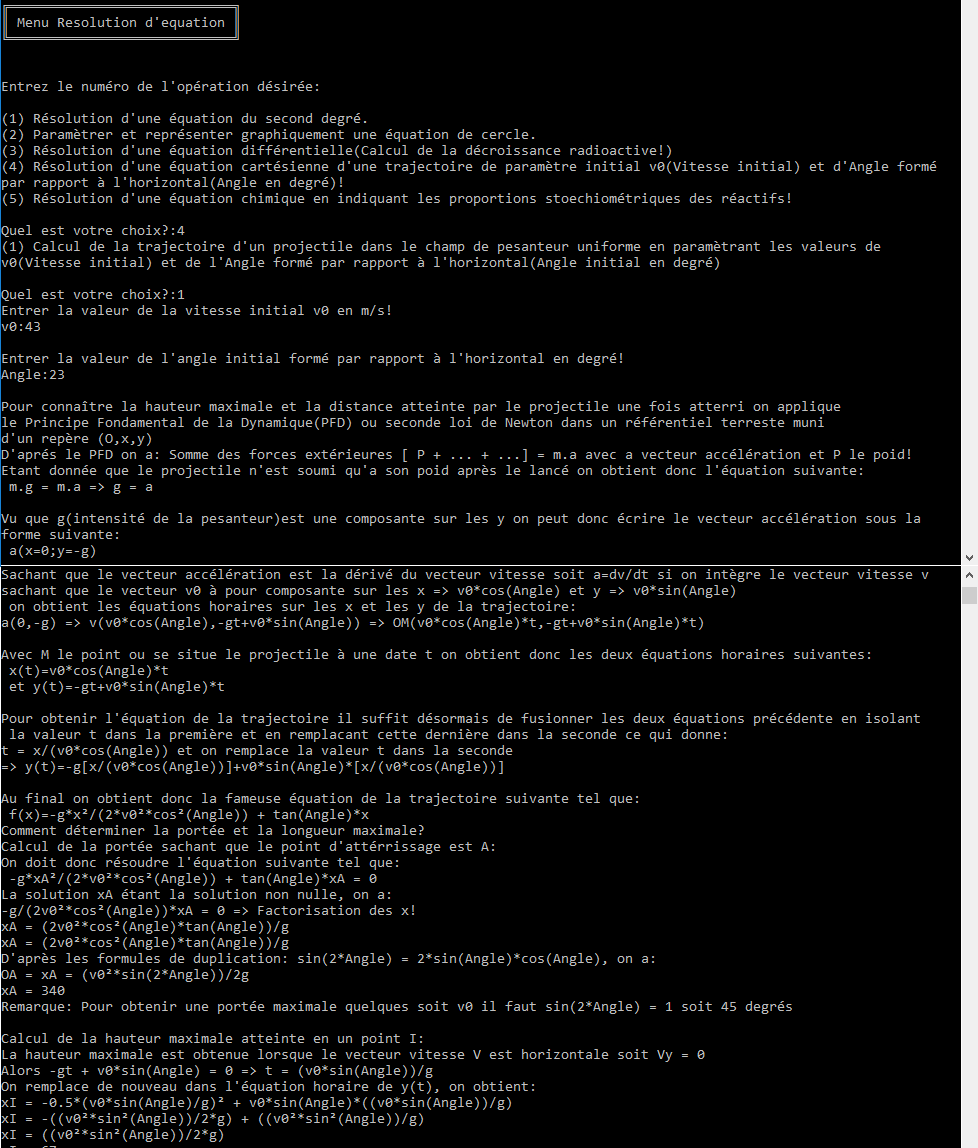 Menu Resolution d'equation
Entrez le numéro de l'opération désirée:
(1) Résolution d'une équation du second degré.
(2) Paramètrer et représenter graphiquement une équation de cercle.
(3) Résolution d'une équation différentielle(Calcul de la décroissance radioactive!)
(4) Résolution d'une équation cartésienne d'une trajectoire de paramètre initial v0(Vitesse initial) et d'Angle formé
par rapport à l'horizontal(Angle en degré)!
(5) Résolution d'une équation chimique en indiquant les proportions stoechiométriques des réactifs!
Quel est votre choix?:4
(1) Calcul de la trajectoire d'un projectile dans le champ de pesanteur uniforme en paramètrant les valeurs de
v0(Vitesse initial) et de l'Angle formé par rapport à l'horizontal(Angle initial en degré)
Quel est votre choix?:1
Entrer la valeur de la vitesse initial v0 en m/s!
v0:43
Entrer la valeur de l'angle initial formé par rapport à l'horizontal en degré!
Angle:23
Pour connaître la hauteur maximale et la distance atteinte par le projectile une fois atterri on applique
le Principe Fondamental de la Dynamique(PFD) ou seconde loi de Newton dans un référentiel terreste muni
d'un repère (O,x,y)
D'aprés le PFD on a: Somme des forces extérieures [ P + ... + ...] = m.a avec a vecteur accélération et P le poid!
Etant donnée que le projectile n'est soumi qu'a son poid après le lancé on obtient donc l'équation suivante:
m.g = m.a => g = a
Vu que g(intensité de la pesanteur)est une composante sur les y on peut donc écrire le vecteur accélération sous la
forme suivante:
a(x=0;y=-g)
Sachant que le vecteur accélération est la dérivé du vecteur vitesse soit a=dv/dt si on intègre le vecteur vitesse v
sachant que le vecteur v0 à pour composante sur les x => v0*cos(Angle) et y => v0*sin(Angle)
on obtient les équations horaires sur les x et les y de la trajectoire:
a(0,-g) => v(v0*cos(Angle),-gt+v0*sin(Angle)) => OM(v0*cos(Angle)*t,-gt+v0*sin(Angle)*t)
Avec M le point ou se situe le projectile à une date t on obtient donc les deux équations horaires suivantes:
x(t)=v0*cos(Angle)*t
et y(t)=-gt+v0*sin(Angle)*t
Pour obtenir l'équation de la trajectoire il suffit désormais de fusionner les deux équations précédente en isolant
la valeur t dans la première et en remplacant cette dernière dans la seconde ce qui donne:
t = x/(v0*cos(Angle)) et on remplace la valeur t dans la seconde
=> y(t)=-g[x/(v0*cos(Angle))]+v0*sin(Angle)*[x/(v0*cos(Angle))]
Au final on obtient donc la fameuse équation de la trajectoire suivante tel que:
f(x)=-g*x²/(2*v0²*cos²(Angle)) + tan(Angle)*x
Comment déterminer la portée et la longueur maximale?
Calcul de la portée sachant que le point d'attérrissage est A:
On doit donc résoudre l'équation suivante tel que:
-g*xA²/(2*v0²*cos²(Angle)) + tan(Angle)*xA = 0
La solution xA étant la solution non nulle, on a:
-g/(2v0²*cos²(Angle))*xA = 0 => Factorisation des x!
xA = (2v0²*cos²(Angle)*tan(Angle))/g
xA = (2v0²*cos²(Angle)*tan(Angle))/g
D'après les formules de duplication: sin(2*Angle) = 2*sin(Angle)*cos(Angle), on a:
OA = xA = (v0²*sin(2*Angle))/2g
xA = 340
Remarque: Pour obtenir une portée maximale quelques soit v0 il faut sin(2*Angle) = 1 soit 45 degrés
Calcul de la hauteur maximale atteinte en un point I:
La hauteur maximale est obtenue lorsque le vecteur vitesse V est horizontale soit Vy = 0
Alors -gt + v0*sin(Angle) = 0 => t = (v0*sin(Angle))/g
On remplace de nouveau dans l'équation horaire de y(t), on obtient:
xI = -0.5*(v0*sin(Angle)/g)² + v0*sin(Angle)*((v0*sin(Angle))/g)
xI = -((v0²*sin²(Angle))/2*g) + ((v0²*sin²(Angle))/g)
xI = ((v0²*sin²(Angle))/2*g)